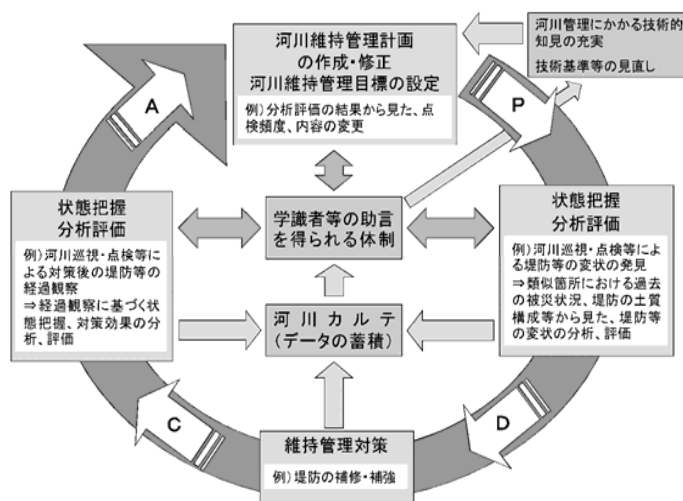 河川維持管理計画
の作成・修正
河川維持管理目標の設定
例）分析評価の結果から見た、点
検頻度、内容の変更
河川管理にかかる技術的
知見の充実
技術基準等の見直し
A
P
状態把握
分析評価
例）河川巡視・点検等に
よる対策後の堤防等の
経過観察
⇒経過観察に基づく状
態把握、対策効果の分
析、評価
学識者等の助言
を得られる体制
状態把握
分析評価
例）河川巡視・点検等によ
る堤防等の変状の発見
⇒類似箇所における過去
の被災状況、堤防の土質
構成等から見た、堤防等
の変状の分析、評価
河川カルテ
（データの蓄積）
C
D
維持管理対策
例）堤防の補修・補強